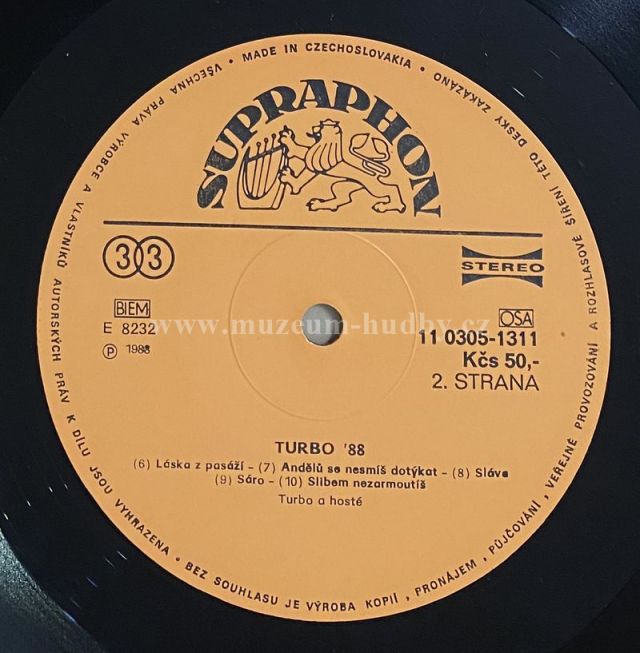 VŠECHNA PRÁVA VÝROBCE A VLASTNÍKŮ AUTORSKÝCH PRÁV K DÍLU JSOU VYHRAZENA • BEZ SOUHLASU JE VÝROBA KOPIÍ, PRONÁJEM, PŮJČOVÁNÍ, VEŘEJNÉ PROVOZOVÁNÍ A ROZHLASOVÉ ŠÍŘENÍ TÉTO DESKY ZAKÁZÁNO • MADE IN CZECHOSLOVAKIA •
SUPRAPHON
33
STEREO
BIEM
OSA
www.muzeum-hudby.cz
E 8232
11 0305-1311
Ⓟ 1988
Kčs 50,-
2. STRANA
TURBO '88
(6) Láska z pasáží – (7) Andělů se nesmíš dotýkat – (8) Sláva
(9) Sáro – (10) Slibem nezarmoutíš
Turbo a hosté